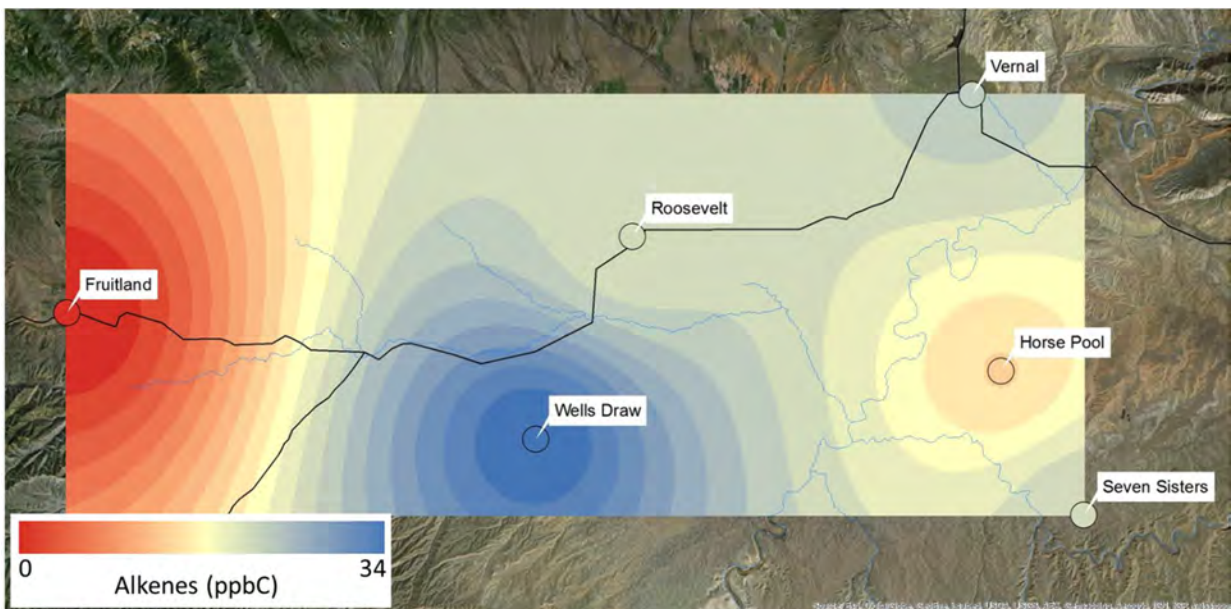 Vernal
Roosevelt
Fruitland
Horse Pool
Wells Draw
Seven Sisters
0
34
Alkenes (ppbC)